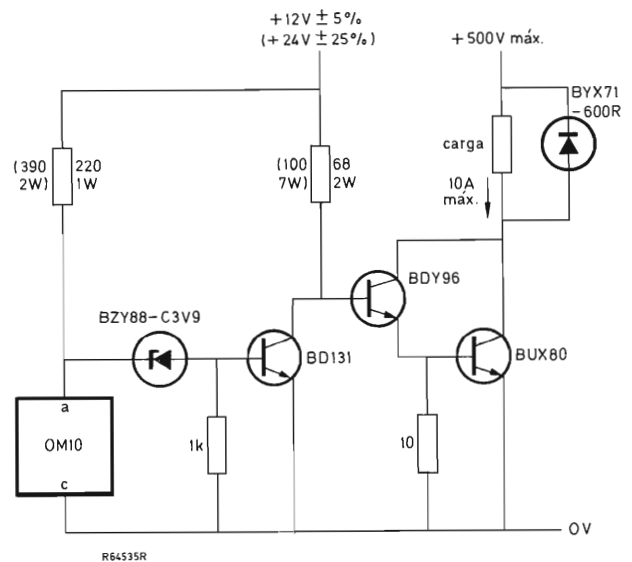 +12V ± 5%
(+24V ± 25%)
+500V máx.
BYX71
-600R
(390
2W)
220
1W
(100
7W)
68
2W
carga
10A
máx.
BDY96
BZY88-C3V9
BD131
BUX80
a
OM10
c
1k
10
0V
R64535R